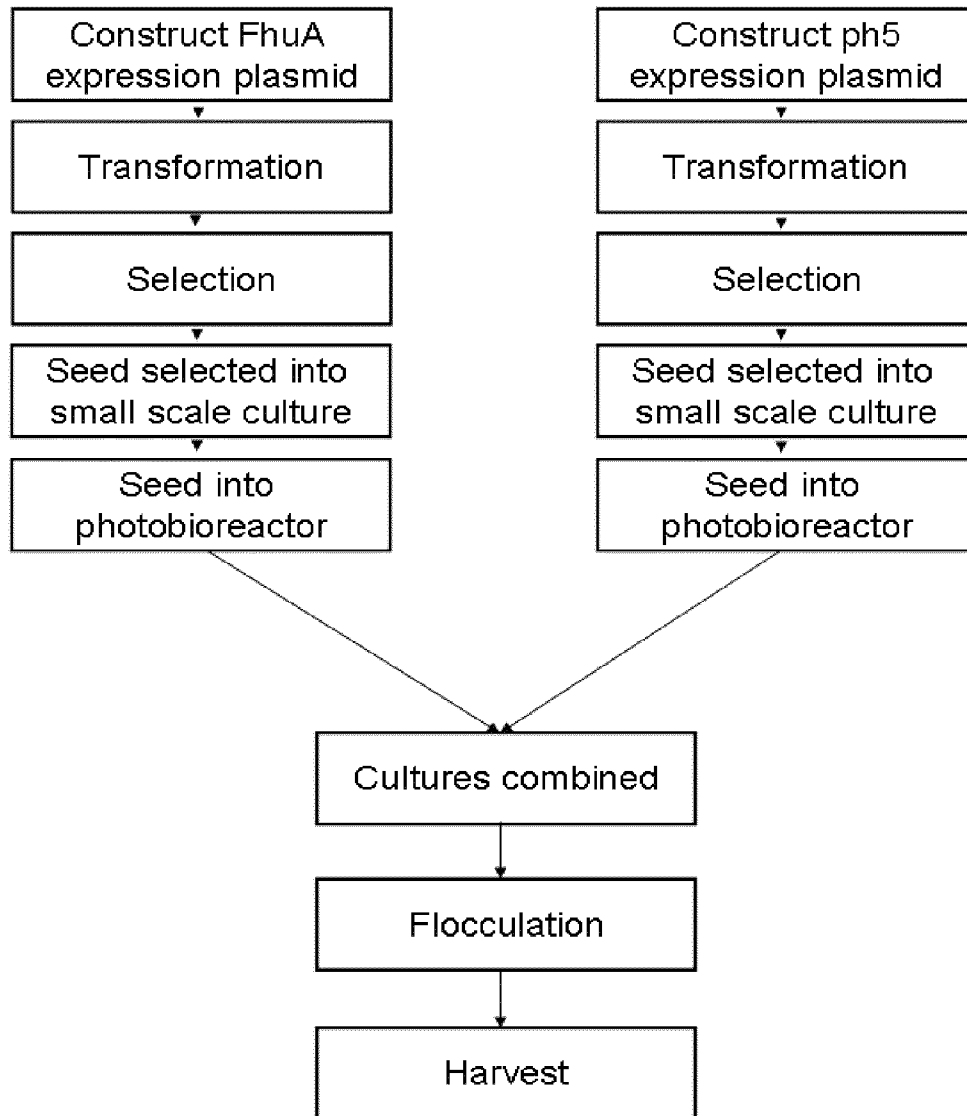 Construct FhuA
expression plasmid
Transformation
Selection
Seed selected into
small scale culture
Seed into
photobioreactor
Construct ph5
expression plasmid
Transformation
Selection
Seed selected into
small scale culture
Seed into
photobioreactor
Cultures combined
Flocculation
Harvest